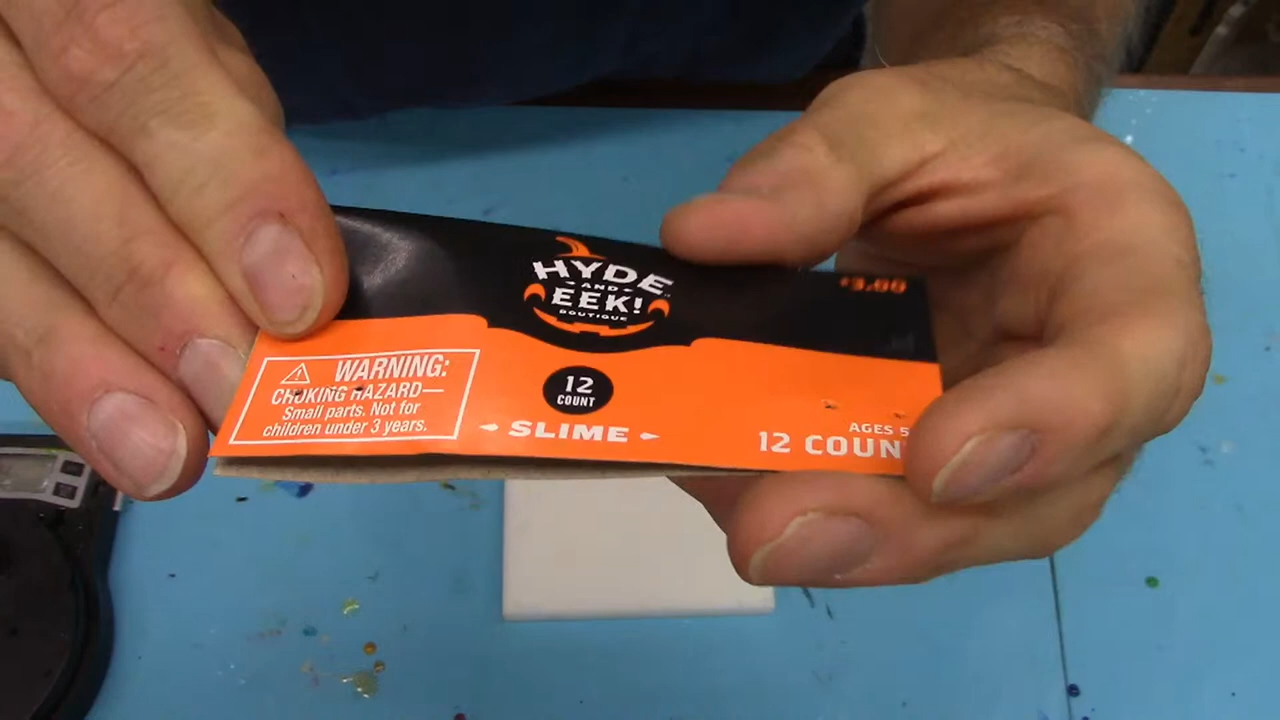 HYDE
AND
EEK!
BOUTIQUE
WARNING:
CHOKING HAZARD—
Small parts. Not for
children under 3 years.
12
COUNT
SLIME
AGES 5
12 COUN